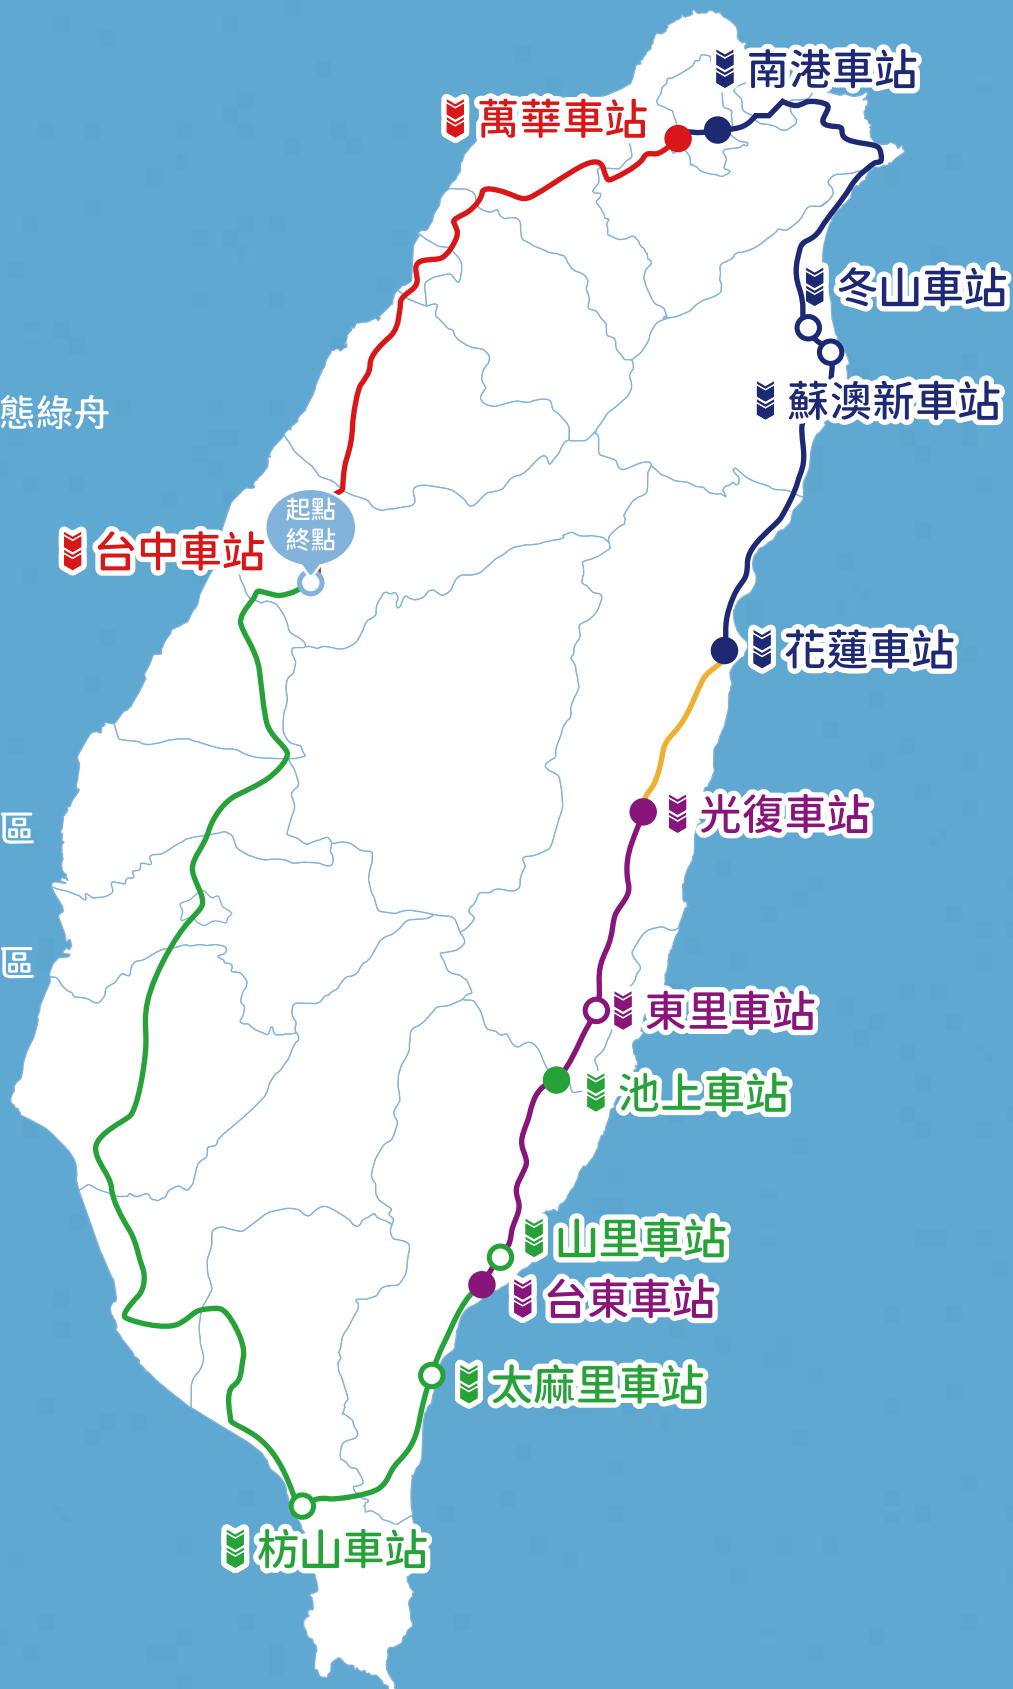 南港車站
萬華車站
冬山車站
蘇澳新車站
態綠舟
起點
終點
台中車站
花蓮車站
光復車站
區
區
東里車站
池上車站
山里車站
台東車站
太麻里車站
枋山車站